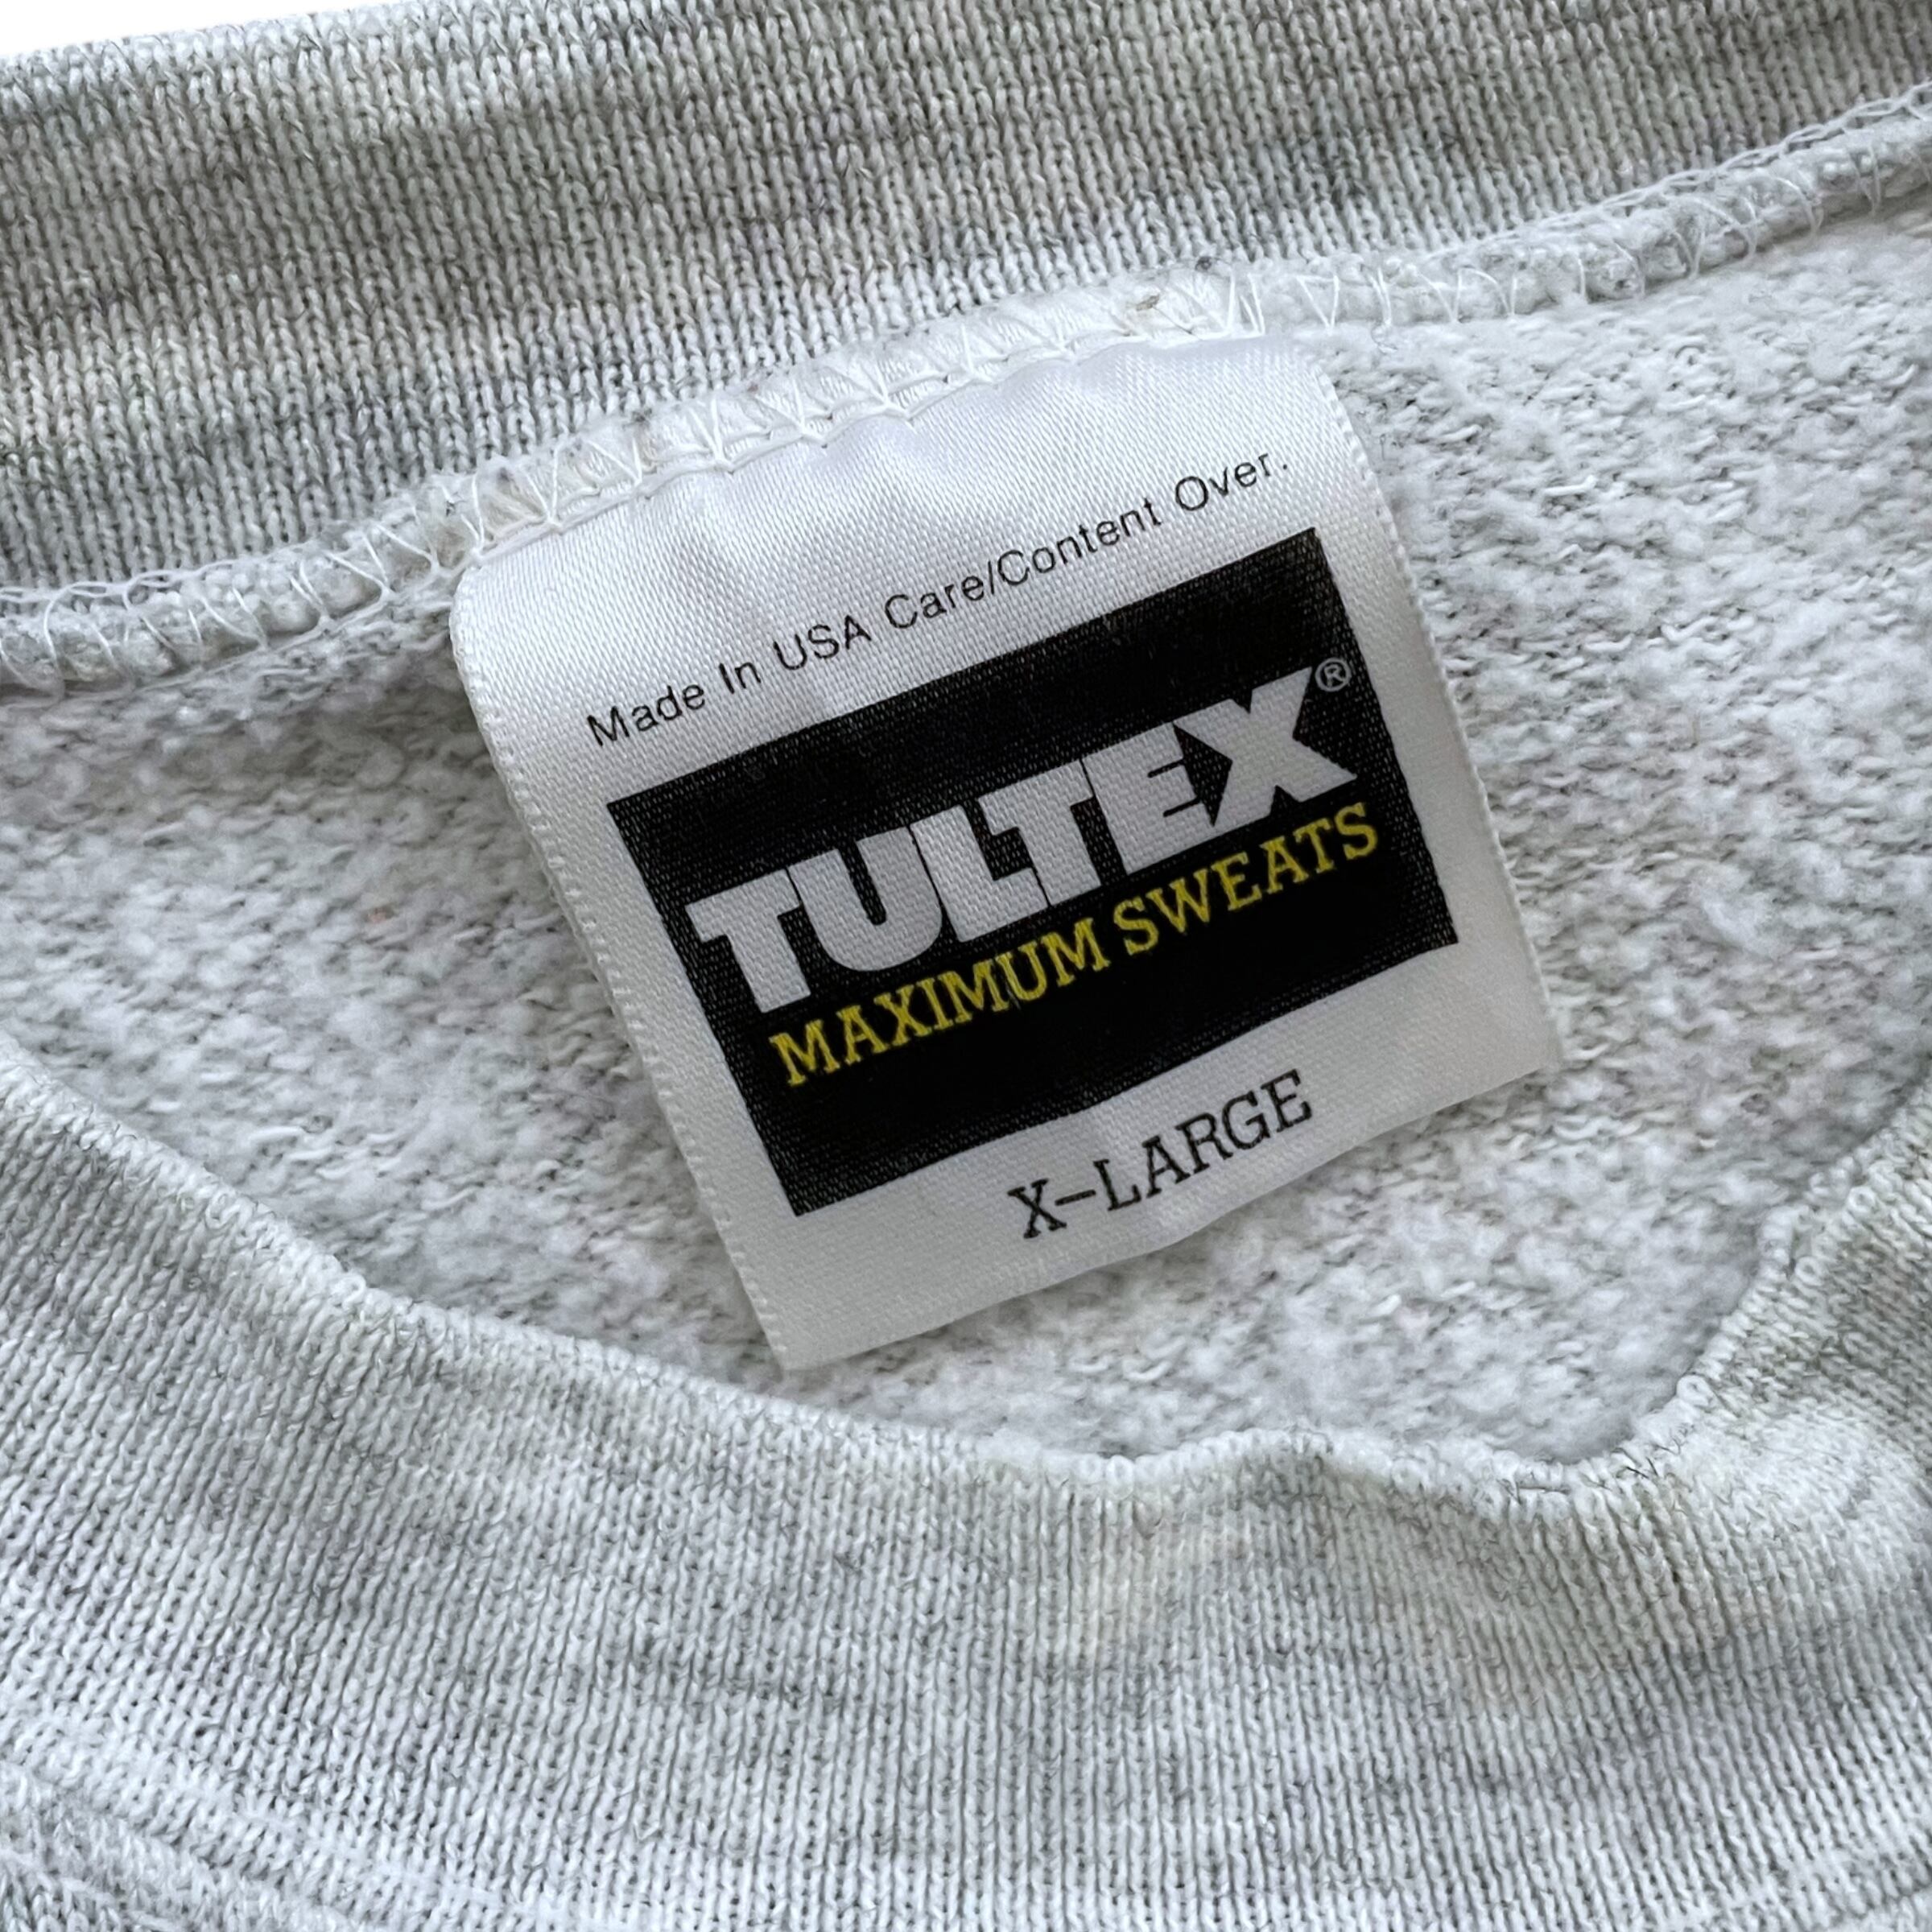 Made In USA Care/Content Over.
TULTEX®
MAXIMUM SWEATS
X-LARGE